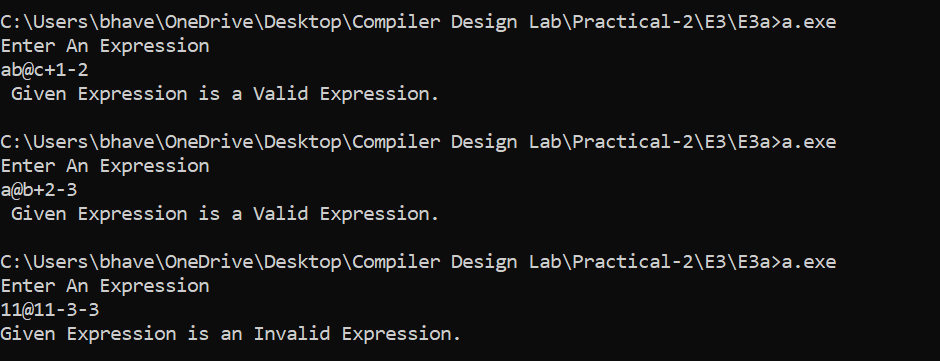 C:\Users\bhave\OneDrive\Desktop\Compiler Design Lab\Practical-2\E3\E3a>a.exe
Enter An Expression
ab@c+1-2
 Given Expression is a Valid Expression.
C:\Users\bhave\OneDrive\Desktop\Compiler Design Lab\Practical-2\E3\E3a>a.exe
Enter An Expression
a@b+2-3
 Given Expression is a Valid Expression.
C:\Users\bhave\OneDrive\Desktop\Compiler Design Lab\Practical-2\E3\E3a>a.exe
Enter An Expression
11@11-3-3
Given Expression is an Invalid Expression.